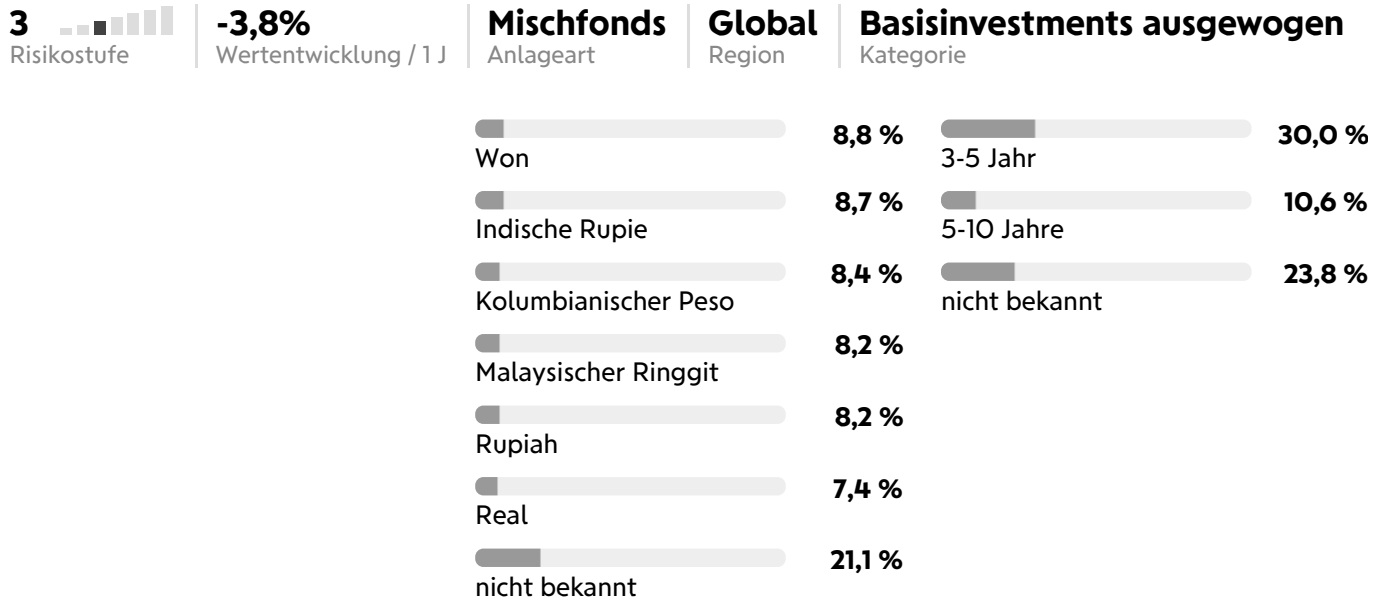 3
Risikostufe
-3,8%
Wertentwicklung / 1 J
Mischfonds
Anlageart
Global
Region
Basisinvestments ausgewogen
Kategorie
8,8 %
Won
8,7 %
Indische Rupie
8,4 %
Kolumbianischer Peso
8,2 %
Malaysischer Ringgit
8,2 %
Rupiah
7,4 %
Real
21,1 %
nicht bekannt
30,0 %
3-5 Jahr
10,6 %
5-10 Jahre
23,8 %
nicht bekannt